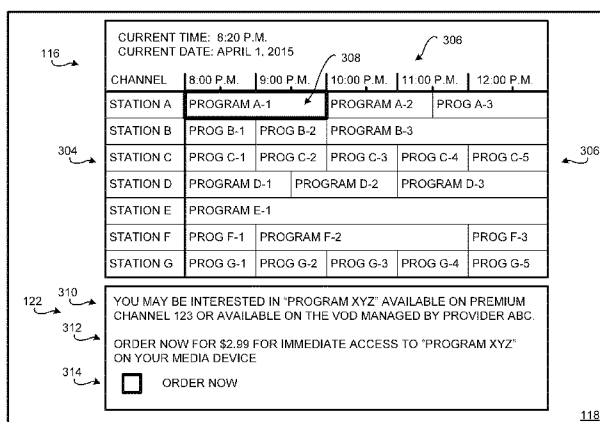 CURRENT TIME: 8:20 P.M.
CURRENT DATE: APRIL 1, 2015
116
308
306
CHANNEL 8:00 P.M. 9:00 P.M. 10:00 P.M. 11:00 P.M. 12:00 P.M.
STATION A PROGRAM A-1 PROGRAM A-2 PROG A-3
STATION B PROG B-1 PROG B-2 PROGRAM B-3
304
STATION C PROG C-1 PROG C-2 PROG C-3 PROG C-4 PROG C-5
306
STATION D PROGRAM D-1 PROGRAM D-2 PROGRAM D-3
STATION E PROGRAM E-1
STATION F PROG F-1 PROGRAM F-2 PROG F-3
STATION G PROG G-1 PROG G-2 PROG G-3 PROG G-4 PROG G-5
310
122
YOU MAY BE INTERESTED IN "PROGRAM XYZ" AVAILABLE ON PREMIUM
CHANNEL 123 OR AVAILABLE ON THE VOD MANAGED BY PROVIDER ABC.
312
ORDER NOW FOR $2.99 FOR IMMEDIATE ACCESS TO "PROGRAM XYZ"
ON YOUR MEDIA DEVICE
314
ORDER NOW
118